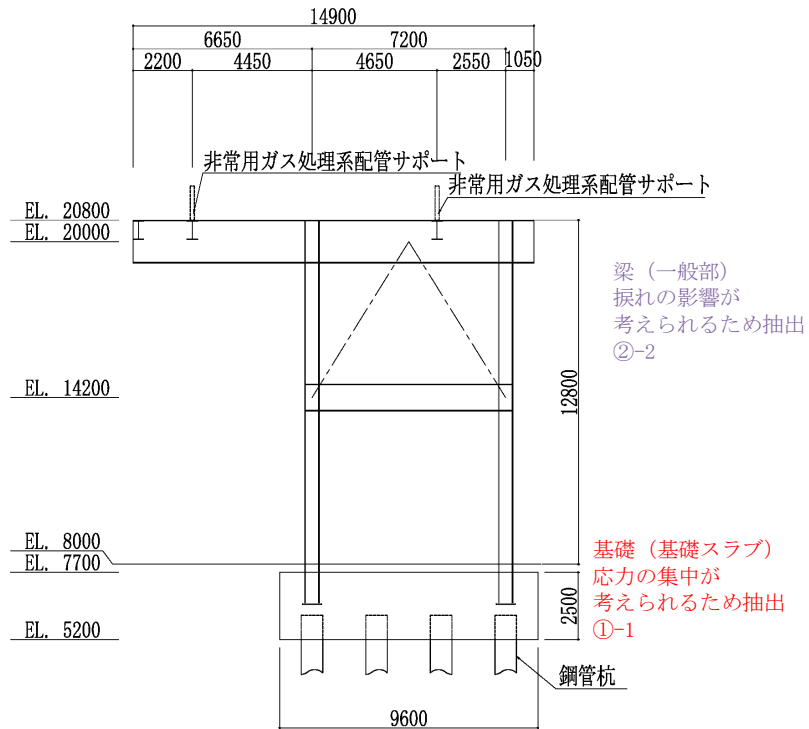 14900
6650 7200
2200 4450 4650 2550 1050
非常用ガス処理系配管サポート
非常用ガス処理系配管サポート
EL. 20800
EL. 20000
梁（一般部）
捩れの影響が
考えられるため抽出
②-2
EL. 14200
12800
EL. 8000
EL. 7700
基礎（基礎スラブ）
応力の集中が
考えられるため抽出
①-1
2500
EL. 5200
鋼管杭
9600